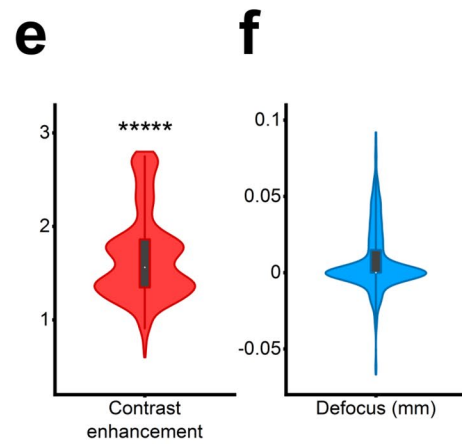 e
f
*****
3
2
1
Contrast
enhancement
0.1
0.05
0
-0.05
Defocus (mm)